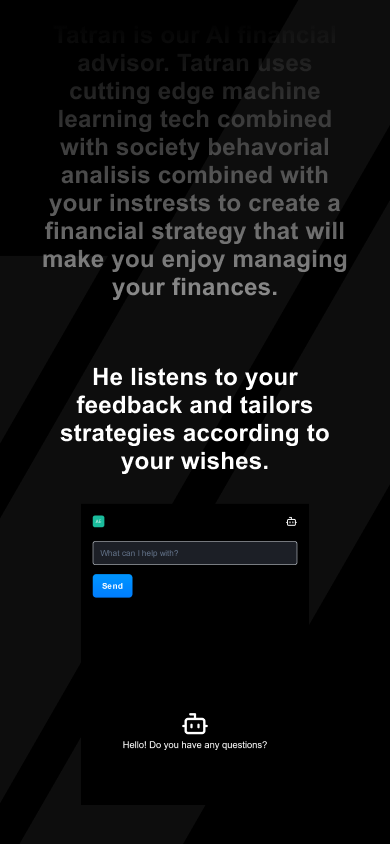 Tatran is our AI financial
advisor. Tatran uses
cutting edge machine
learning tech combined
with society behavorial
analisis combined with
your instrests to create a
financial strategy that will
make you enjoy managing
your finances.
He listens to your
feedback and tailors
strategies according to
your wishes.
What can I help with?
Send
Hello! Do you have any questions?